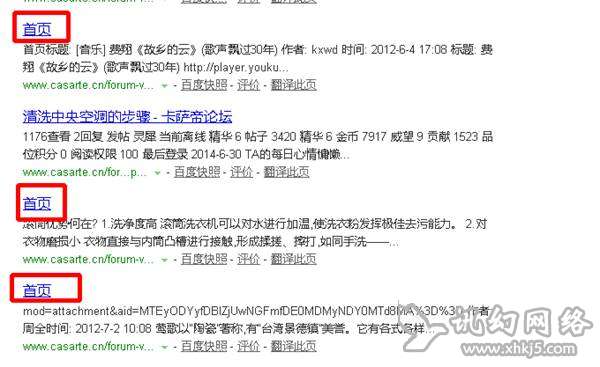 www.casarte.cn/forum-v... - 百度快照 - 评价 - 翻译此页
首页
首页标题: [音乐] 费翔《故乡的云》(歌声飘过30年) 作者: kxwd 时间: 2012-6-4 17:08 标题: 费
翔《故乡的云》(歌声飘过30年) http://player.youku...
www.casarte.cn/forum-v... - 百度快照 - 评价 - 翻译此页
清洗中央空调的步骤 - 卡萨帝论坛
1176查看 2回复 发帖 灵犀 当前离线 精华 6 帖子 3420 精华 6 金币 7917 威望 9 贡献 1523 品
位积分 0 阅读权限 100 最后登录 2014-6-30 TA的每日心情慵懒...
www.casarte.cn/for...p... - 百度快照 - 评价 - 翻译此页
首页
滚筒优势何在? 1.洗净度高 滚筒洗衣机可以对水进行加温,使洗衣粉发挥极佳去污能力。 2.对
衣物磨损小 衣物直接与内筒凸槽进行接触,形成揉搓、摔打,如同手洗——...
www.casarte.cn/forum-v... - 百度快照 - 评价 - 翻译此页
首页
mod=attachment&aid=MTEyODYyfDBlZjUwNGFmfDE0MDMyNDY0MTd8MA%3D%3D 作者
周全时间: 2012-7-2 10:08 莺歌以"陶瓷"著称,有"台湾景德镇"美誉。它有各式各样...
www.casarte.cn/forum-v... - 百度快照 - 评价 - 翻译此页
www.xhkj5.com